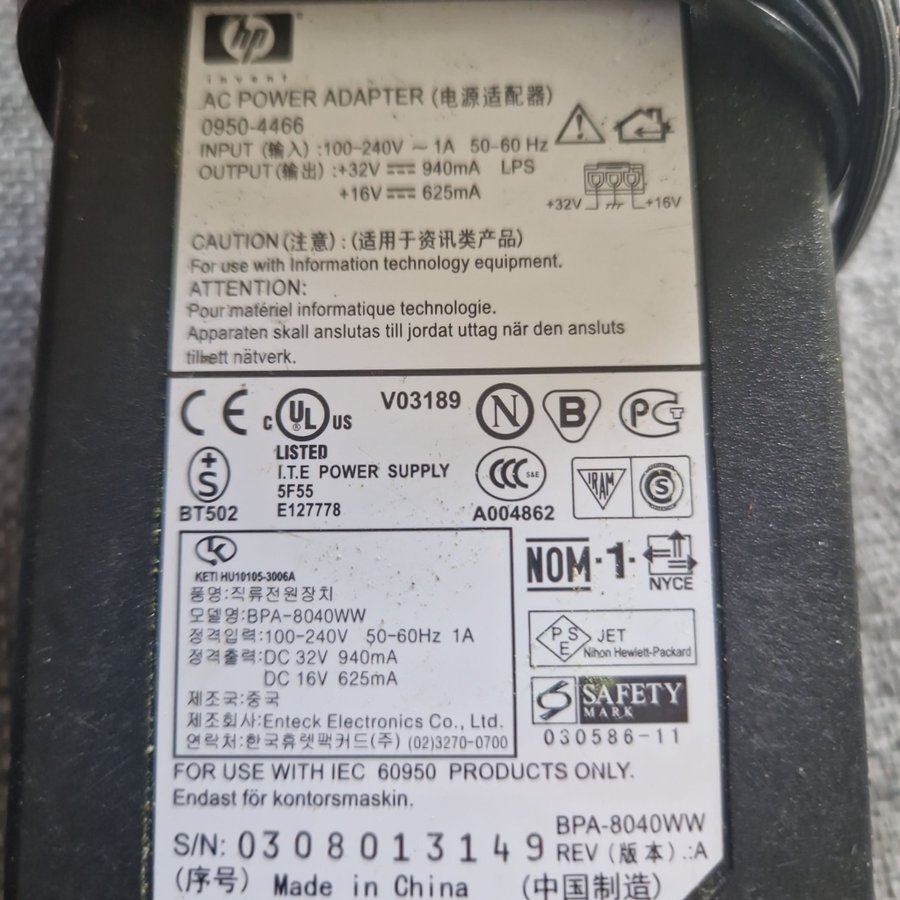 hp
invent
AC POWER ADAPTER (电源适配器)
0950-4466
INPUT (输入) :100-240V ~ 1A 50-60 Hz
OUTPUT(输出) :+32V ⎓ 940mA LPS
+16V ⎓ 625mA
+32V +16V
CAUTION (注意) : (适用于资讯类产品)
For use with Information technology equipment.
ATTENTION:
Pour matériel informatique technologie.
Apparaten skall anslutas till jordat uttag när den ansluts
till ett nätverk.
CE c UL ® US V03189 N B PCT
LISTED
I.T.E POWER SUPPLY
5F55
E127778
+S
BT502
CCC S&E
A004862
IRAM S
NOM-1-
NYCE
K
KETI HU10105-3006A
품명:직류전원장치
모델명:BPA-8040WW
정격입력:100-240V 50-60Hz 1A
정격출력:DC 32V 940mA
DC 16V 625mA
제조국:중국
제조회사:Enteck Electronics Co., Ltd.
연락처:한국휴렛팩커드(주) (02)3270-0700
PSE JET
Nihon Hewlett-Packard
S SAFETY
MARK
030586-11
FOR USE WITH IEC 60950 PRODUCTS ONLY.
Endast för kontorsmaskin.
S/N: 0308013149 BPA-8040WW
(序号) Made in China REV (版本) .:A
(中国制造)